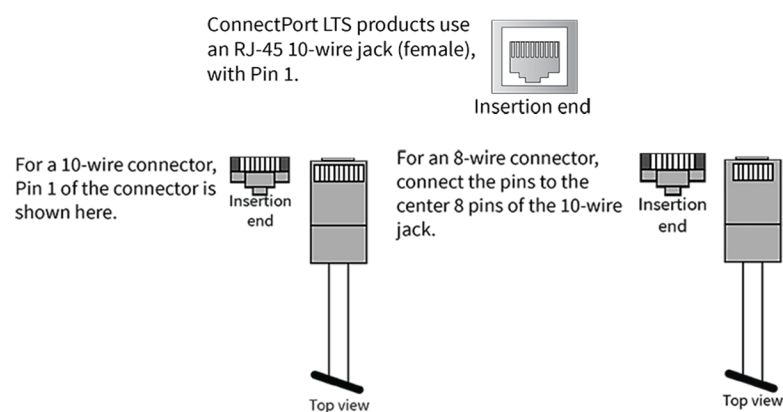 ConnectPort LTS products use
an RJ-45 10-wire jack (female),
with Pin 1.
Insertion end
For a 10-wire connector,
Pin 1 of the connector is
shown here.
Insertion
end
Top view
For an 8-wire connector,
connect the pins to the
center 8 pins of the 10-wire
jack.
Insertion
end
Top view